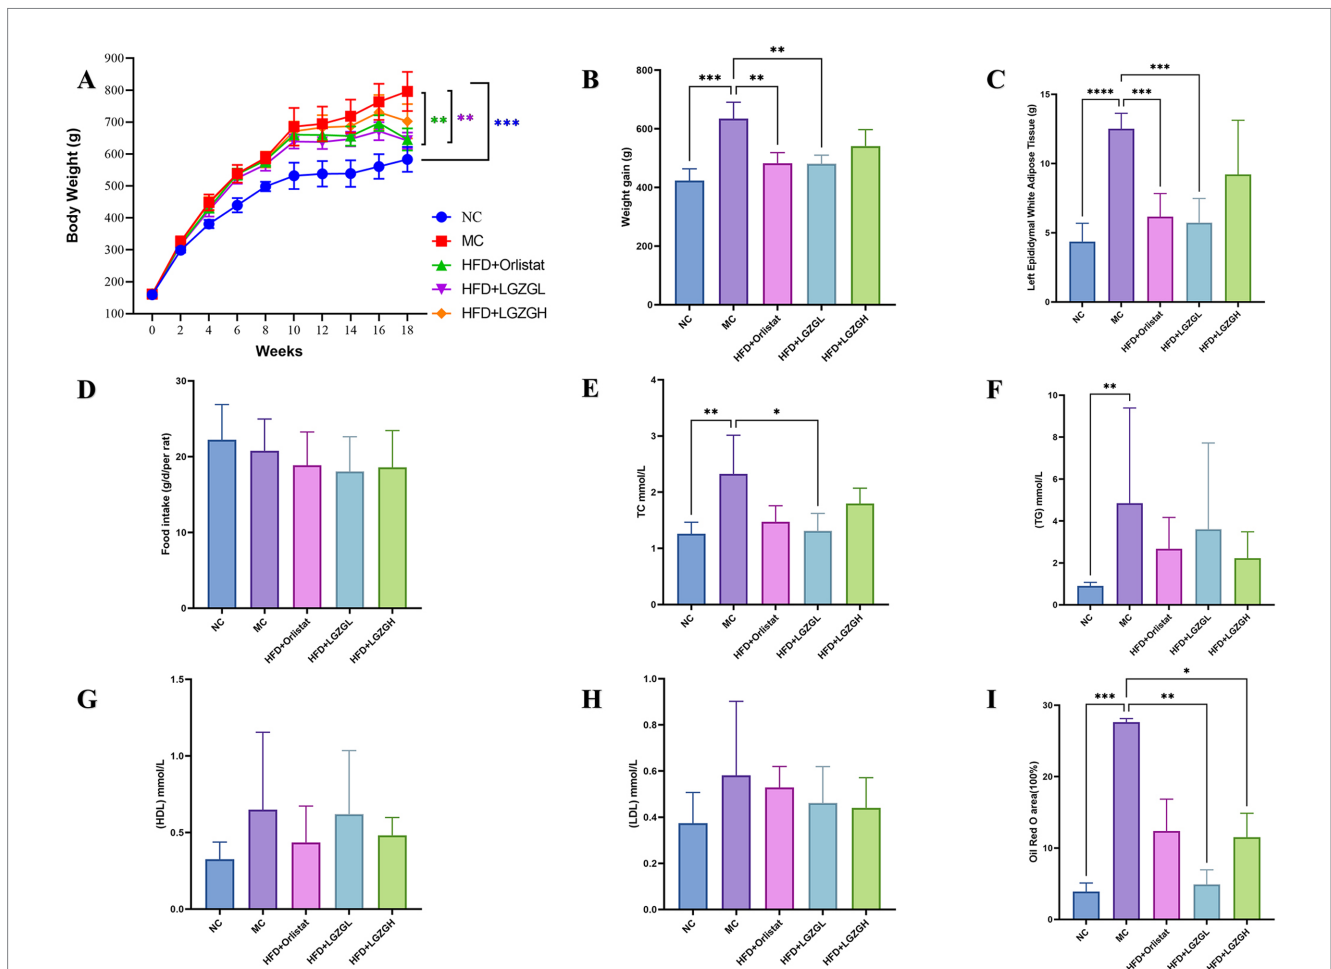 A
Body Weight (g)
900
800
700
600
500
400
300
200
100
0 2 4 6 8 10 12 14 16 18
Weeks
** ** ***
NC
MC
HFD+Orlistat
HFD+LGZGL
HFD+LGZGH
B
Weight gain (g)
800
600
400
200
0
**
*** **
NC MC HFD+Orlistat HFD+LGZGL HFD+LGZGH
C
Left Epididymal White Adipose Tissue (g)
15
10
5
0
***
**** ***
NC MC HFD+Orlistat HFD+LGZGL HFD+LGZGH
D
Food intake (g/d/per rat)
30
20
10
0
NC MC HFD+Orlistat HFD+LGZGL HFD+LGZGH
E
TC mmol/L
4
3
2
1
0
** *
NC MC HFD+Orlistat HFD+LGZGL HFD+LGZGH
F
(TG) mmol/L
10
8
6
4
2
0
**
NC MC HFD+Orlistat HFD+LGZGL HFD+LGZGH
G
(HDL) mmol/L
1.5
1.0
0.5
0.0
NC MC HFD+Orlistat HFD+LGZGL HFD+LGZGH
H
(LDL) mmol/L
1.0
0.8
0.6
0.4
0.2
0.0
NC MC HFD+Orlistat HFD+LGZGL HFD+LGZGH
I
Oil Red O area(100%)
30
20
10
0
*
*** **
NC MC HFD+Orlistat HFD+LGZGL HFD+LGZGH